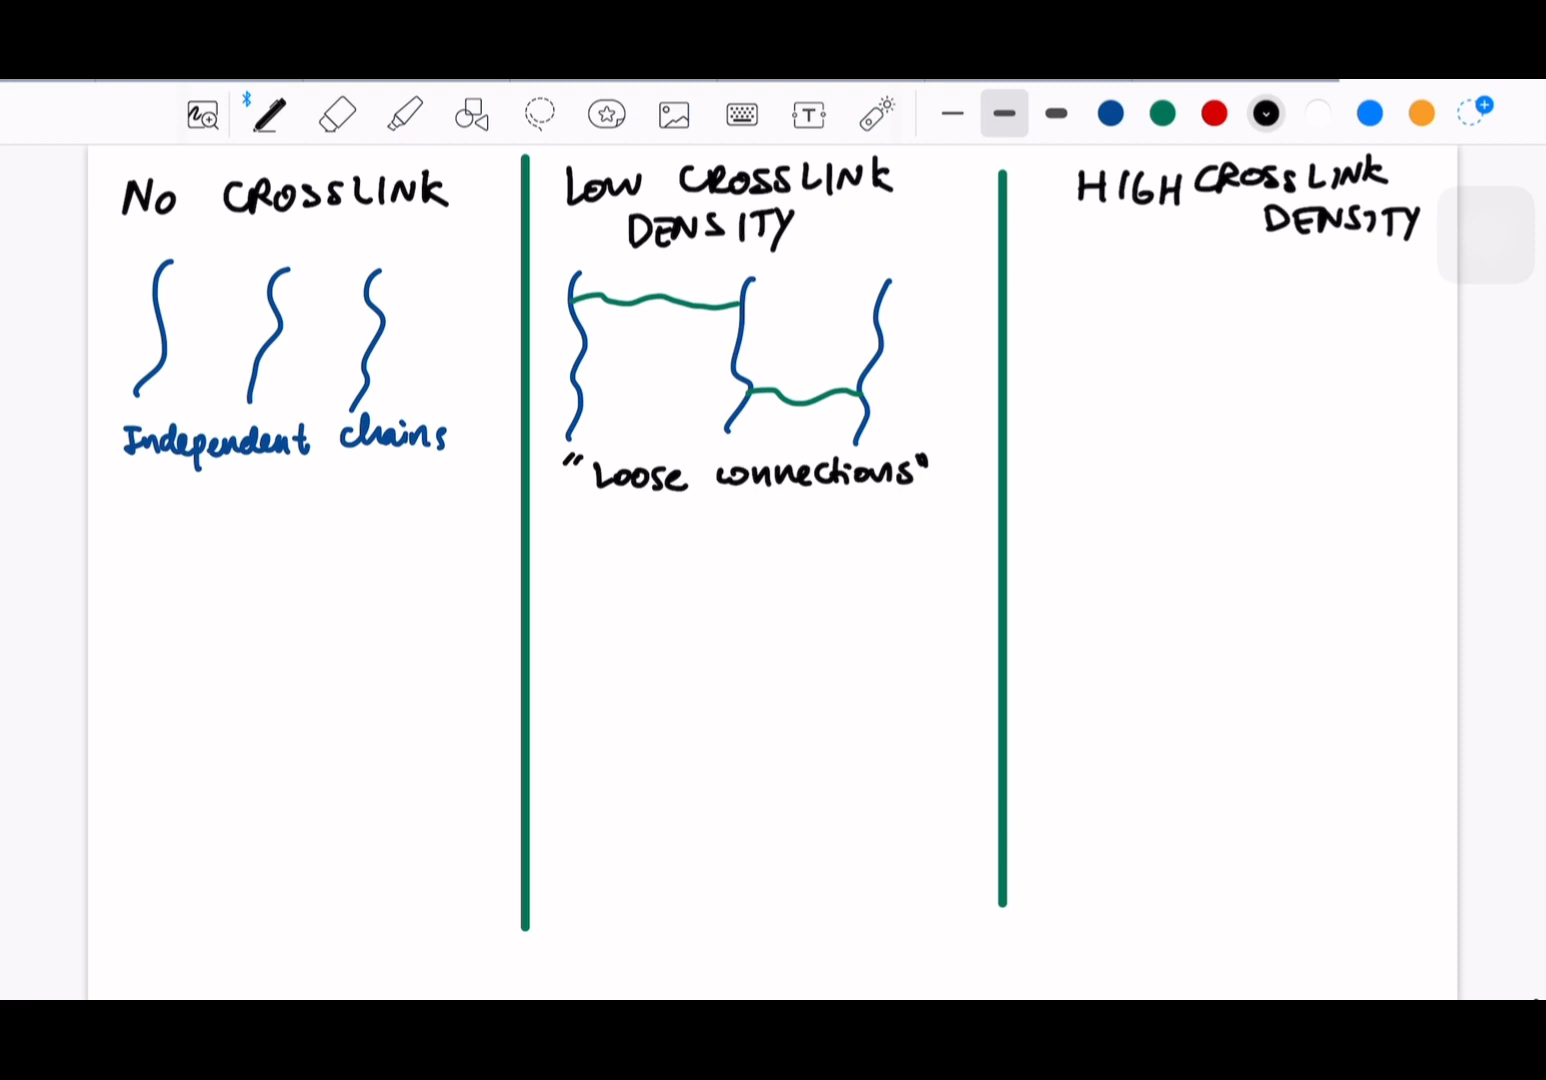 NO CROSSLINK
Independent chains
LOW CROSSLINK
DENSITY
"Loose connections"
HIGH CROSSLINK
DENSITY